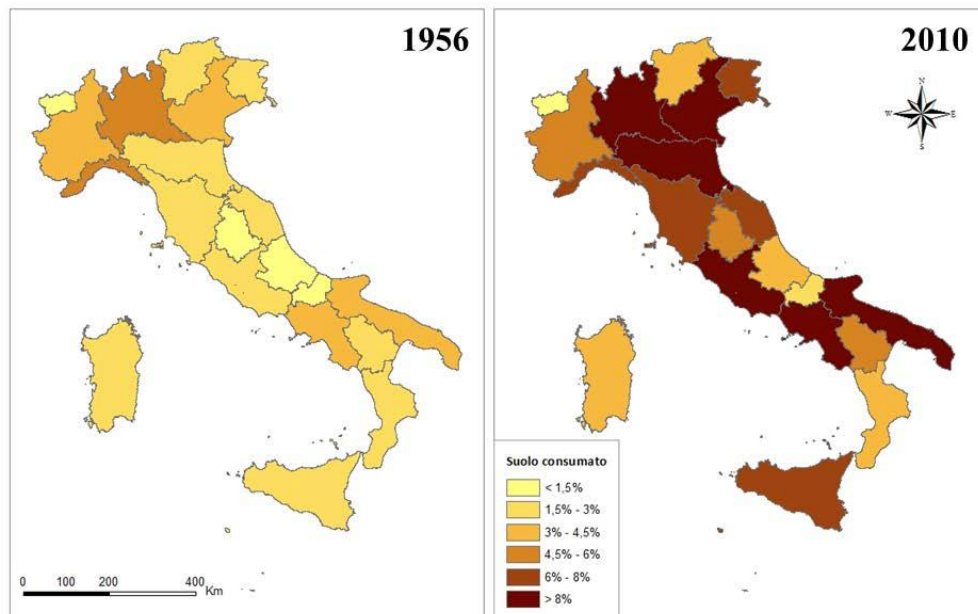 1956
2010
N
W E
S
Suolo consumato
< 1,5%
1,5% - 3%
3% - 4,5%
4,5% - 6%
6% - 8%
> 8%
0 100 200 400
Km